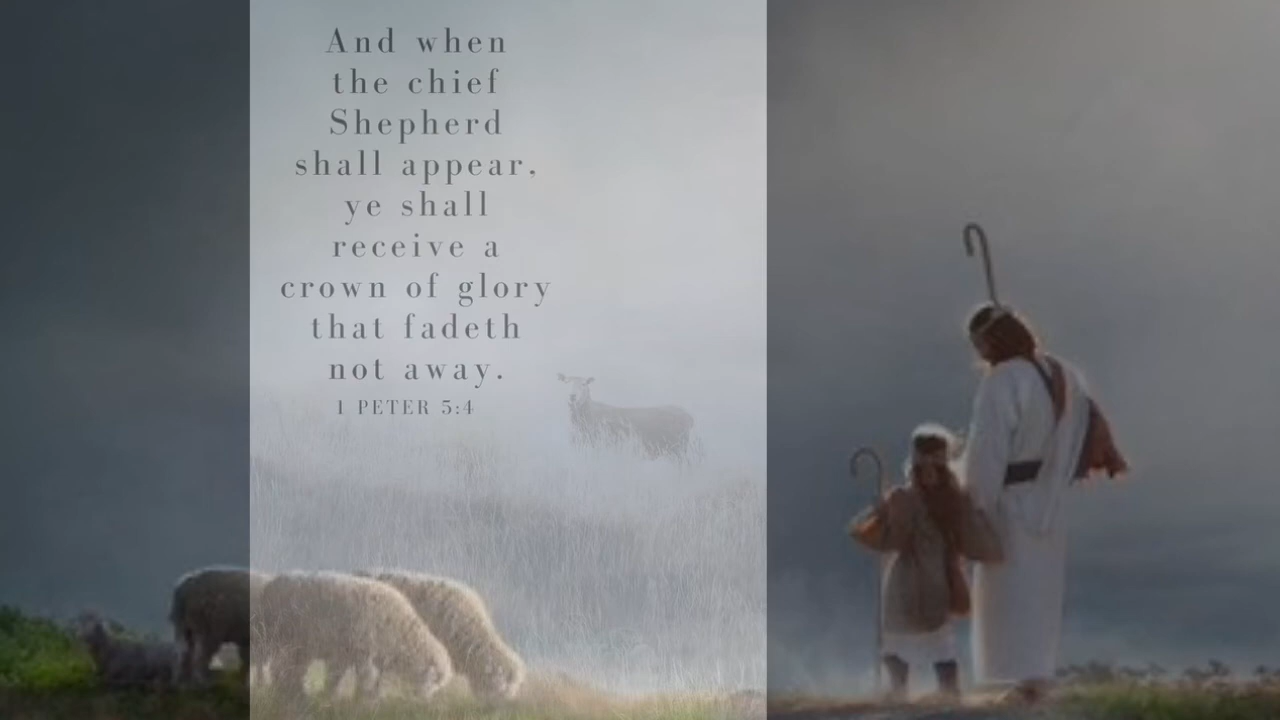 And when
the chief
Shepherd
shall appear,
ye shall
receive a
crown of glory
that fadeth
not away.
1 PETER 5:4